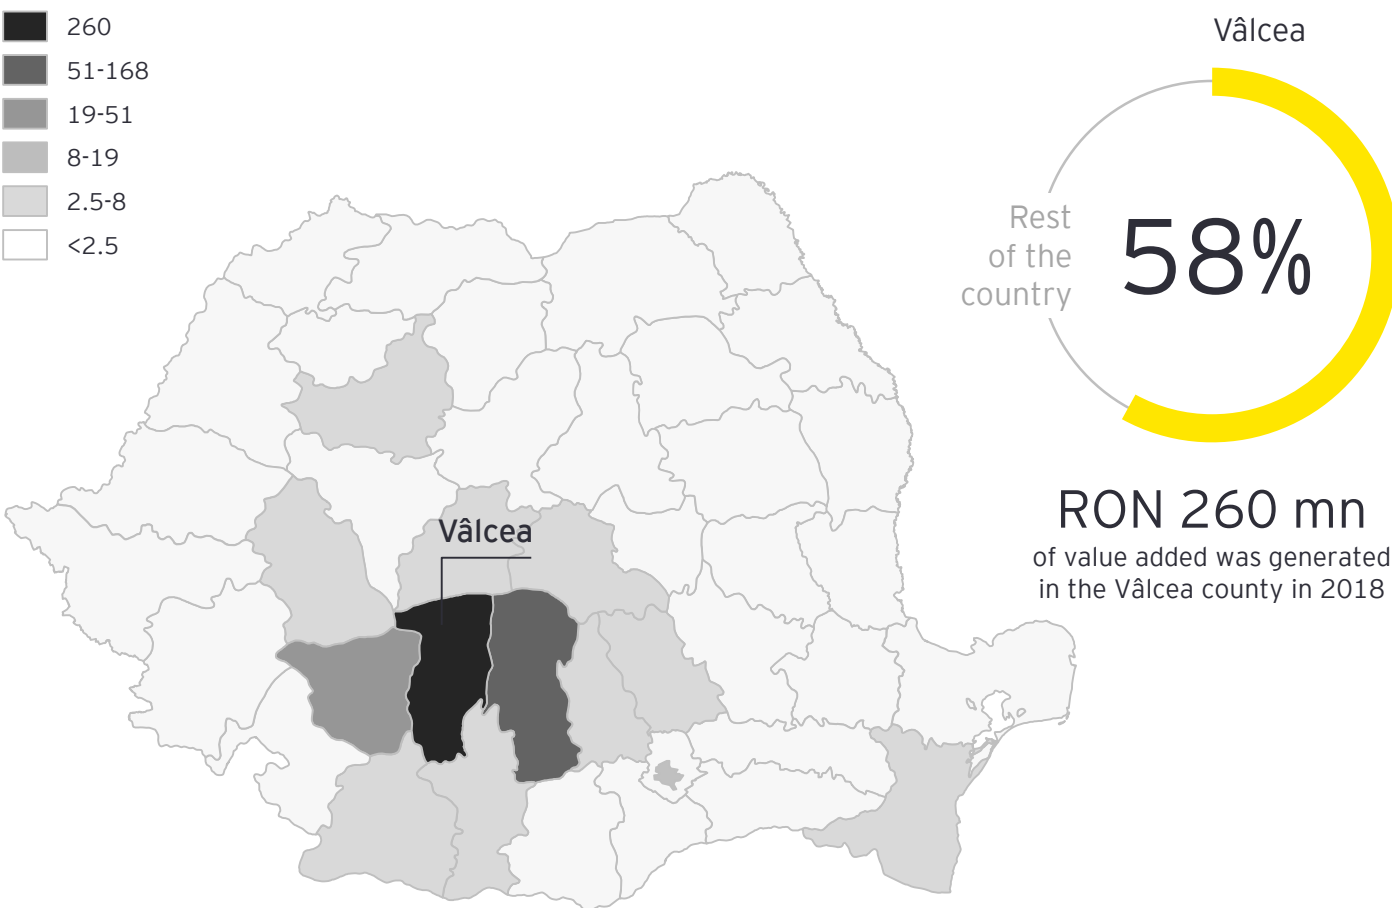 260
51-168
19-51
8-19
2.5-8
<2.5
Vâlcea
Vâlcea
Rest
of the
country
58%
RON 260 mn
of value added was generated
in the Vâlcea county in 2018